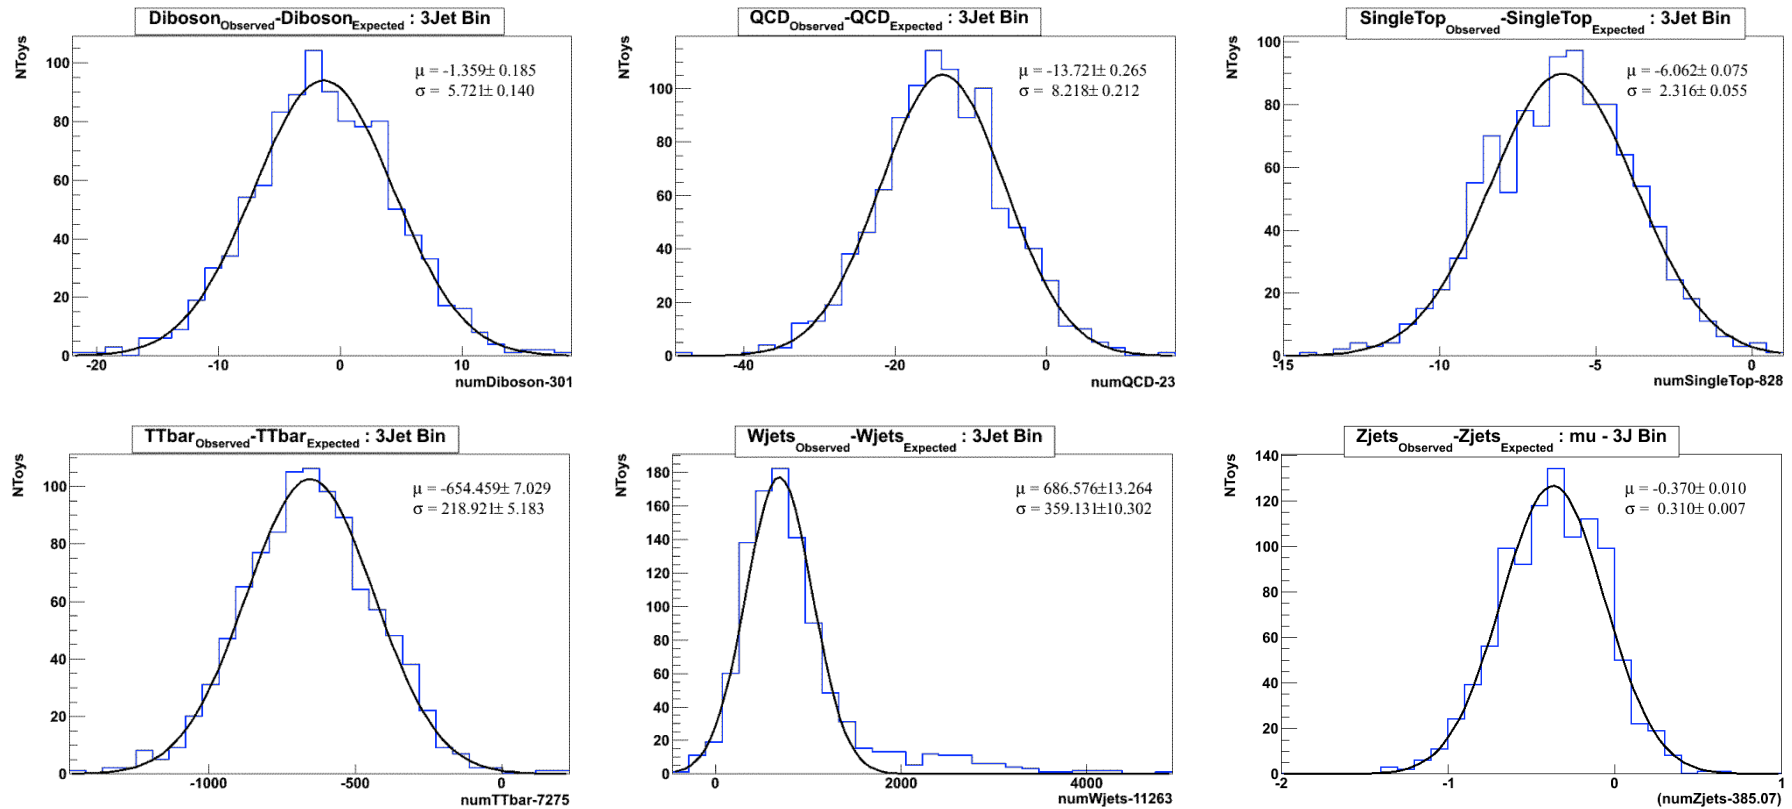 Diboson_Observed-Diboson_Expected : 3Jet Bin
NToys
μ = -1.359± 0.185
σ = 5.721± 0.140
100
80
60
40
20
0
-20 -10 0 10
numDiboson-301
QCD_Observed-QCD_Expected : 3Jet Bin
NToys
μ = -13.721± 0.265
σ = 8.218± 0.212
100
80
60
40
20
0
-40 -20 0
numQCD-23
SingleTop_Observed-SingleTop_Expected : 3Jet Bin
NToys
μ = -6.062± 0.075
σ = 2.316± 0.055
100
80
60
40
20
0
-15 -10 -5 0
numSingleTop-828
TTbar_Observed-TTbar_Expected : 3Jet Bin
NToys
μ = -654.459± 7.029
σ = 218.921± 5.183
100
80
60
40
20
0
-1000 -500 0
numTTbar-7275
Wjets_Observed-Wjets_Expected : 3Jet Bin
NToys
μ = 686.576±13.264
σ = 359.131±10.302
180
160
140
120
100
80
60
40
20
0
0 2000 4000
numWjets-11263
Zjets_Observed-Zjets_Expected : mu - 3J Bin
NToys
μ = -0.370± 0.010
σ = 0.310± 0.007
140
120
100
80
60
40
20
0
-2 -1 0
(numZjets-385.07)